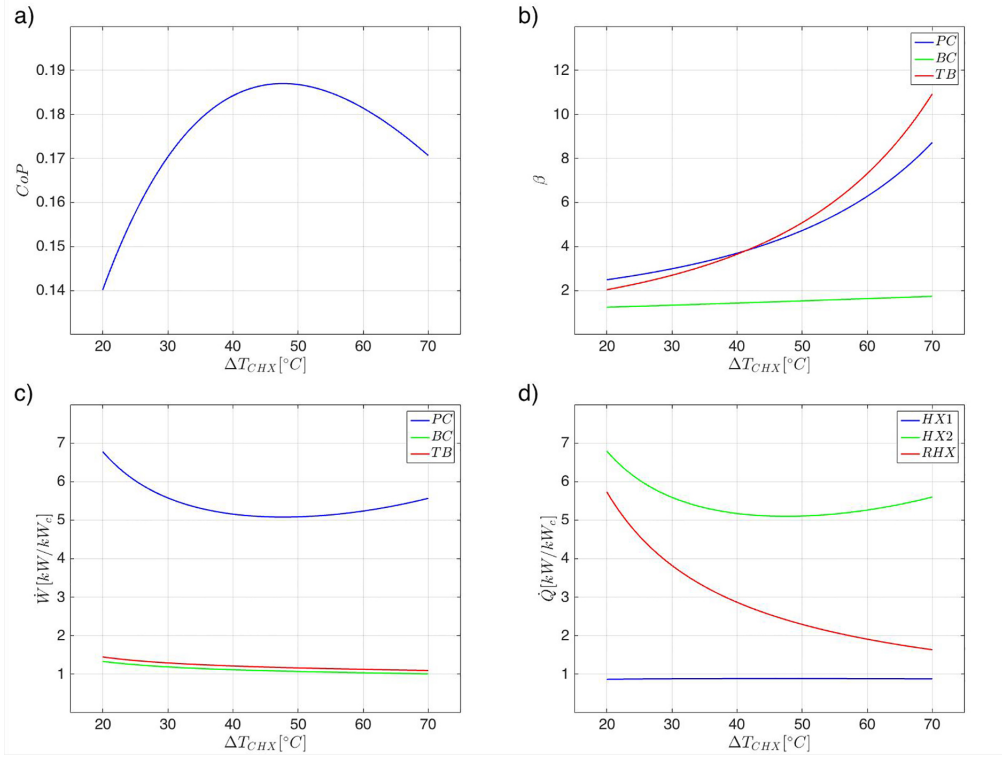 a)
0.19
0.18
0.17
0.16
0.15
0.14
CoP
20 30 40 50 60 70
ΔT_CHX[°C]
b)
PC
BC
TB
12
10
8
6
4
2
β
20 30 40 50 60 70
ΔT_CHX[°C]
c)
PC
BC
TB
7
6
5
4
3
2
1
Ẇ[kW/kW_c]
20 30 40 50 60 70
ΔT_CHX[°C]
d)
HX1
HX2
RHX
7
6
5
4
3
2
1
Q̇[kW/kW_c]
20 30 40 50 60 70
ΔT_CHX[°C]